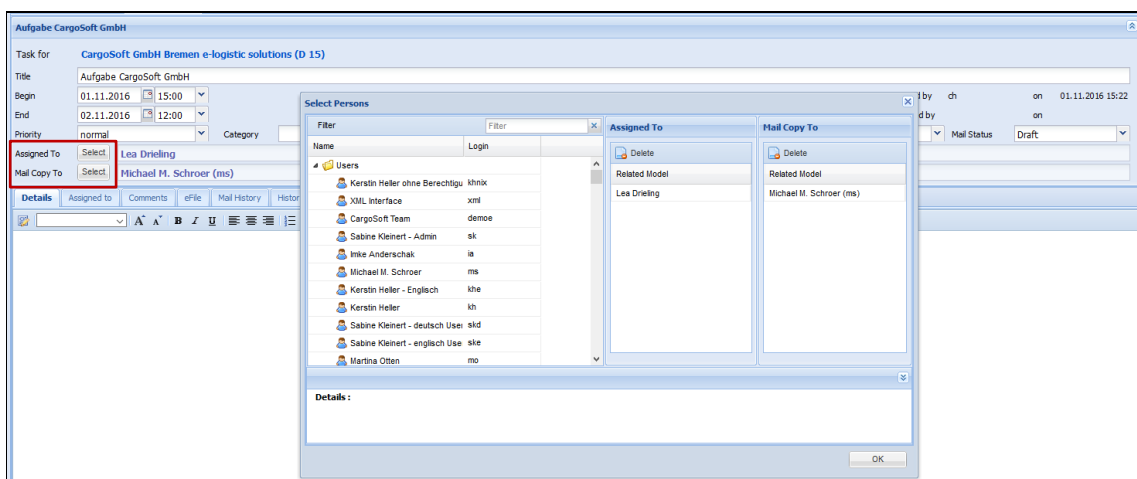 Aufgabe CargoSoft GmbH
Task for CargoSoft GmbH Bremen e-logistic solutions (D 15)
Title Aufgabe CargoSoft GmbH
Begin 01.11.2016 15:00 d by ch on 01.11.2016 15:22
End 02.11.2016 12:00 d by on
Priority normal Category Mail Status Draft
Assigned To Select Lea Drieling
Mail Copy To Select Michael M. Schroer (ms)
Details Assigned to Comments eFile Mail History Histor
A A B I U
Select Persons
Filter Filter
Name Login
Users
Kerstin Heller ohne Berechtigu khnix
XML Interface xml
CargoSoft Team demoe
Sabine Kleinert - Admin sk
Imke Anderschak ia
Michael M. Schroer ms
Kerstin Heller - Englisch khe
Kerstin Heller kh
Sabine Kleinert - deutsch User skd
Sabine Kleinert - englisch Use ske
Martina Otten mo
Assigned To
Delete
Related Model
Lea Drieling
Mail Copy To
Delete
Related Model
Michael M. Schroer (ms)
Details :
OK